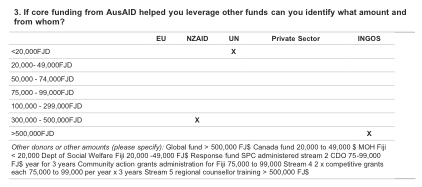 3. If core funding from AusAID helped you leverage other funds can you identify what amount and
from whom?
EU NZAID UN Private Sector INGOS
<20,000FJD X
20,000- 49,000FJD
50,000 - 74,000FJD
75,000 - 99,000FJD
100,000 - 299,000FJD
300,000 - 500,000FJD X
>500,000FJD X
Other donors or other amounts (please specify): Global fund > 500,000 FJ$ Canada fund 20,000 to 49,000 $ MOH Fiji
< 20,000 Dept of Social Welfare Fiji 20,000 -49,000 FJ$ Response fund SPC administered stream 2 CDO 75-99,000
FJ$ year for 3 years Community action grants administration for Fiji 75,000 to 99,000 Stream 4 2 x competitive grants
each 75,000 to 99,000 per year x 3 years Stream 5 regional counsellor training > 500,000 FJ$